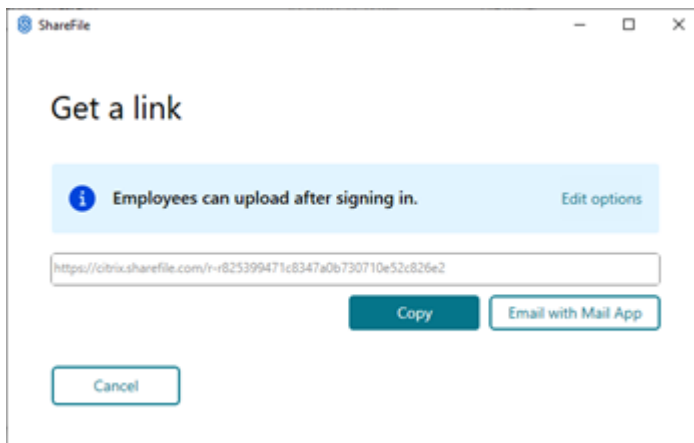 ShareFile
Get a link
Employees can upload after signing in.
Edit options
https://citrix.sharefile.com/r-r825399471c8347a0b730710e52c826e2
Copy
Email with Mail App
Cancel